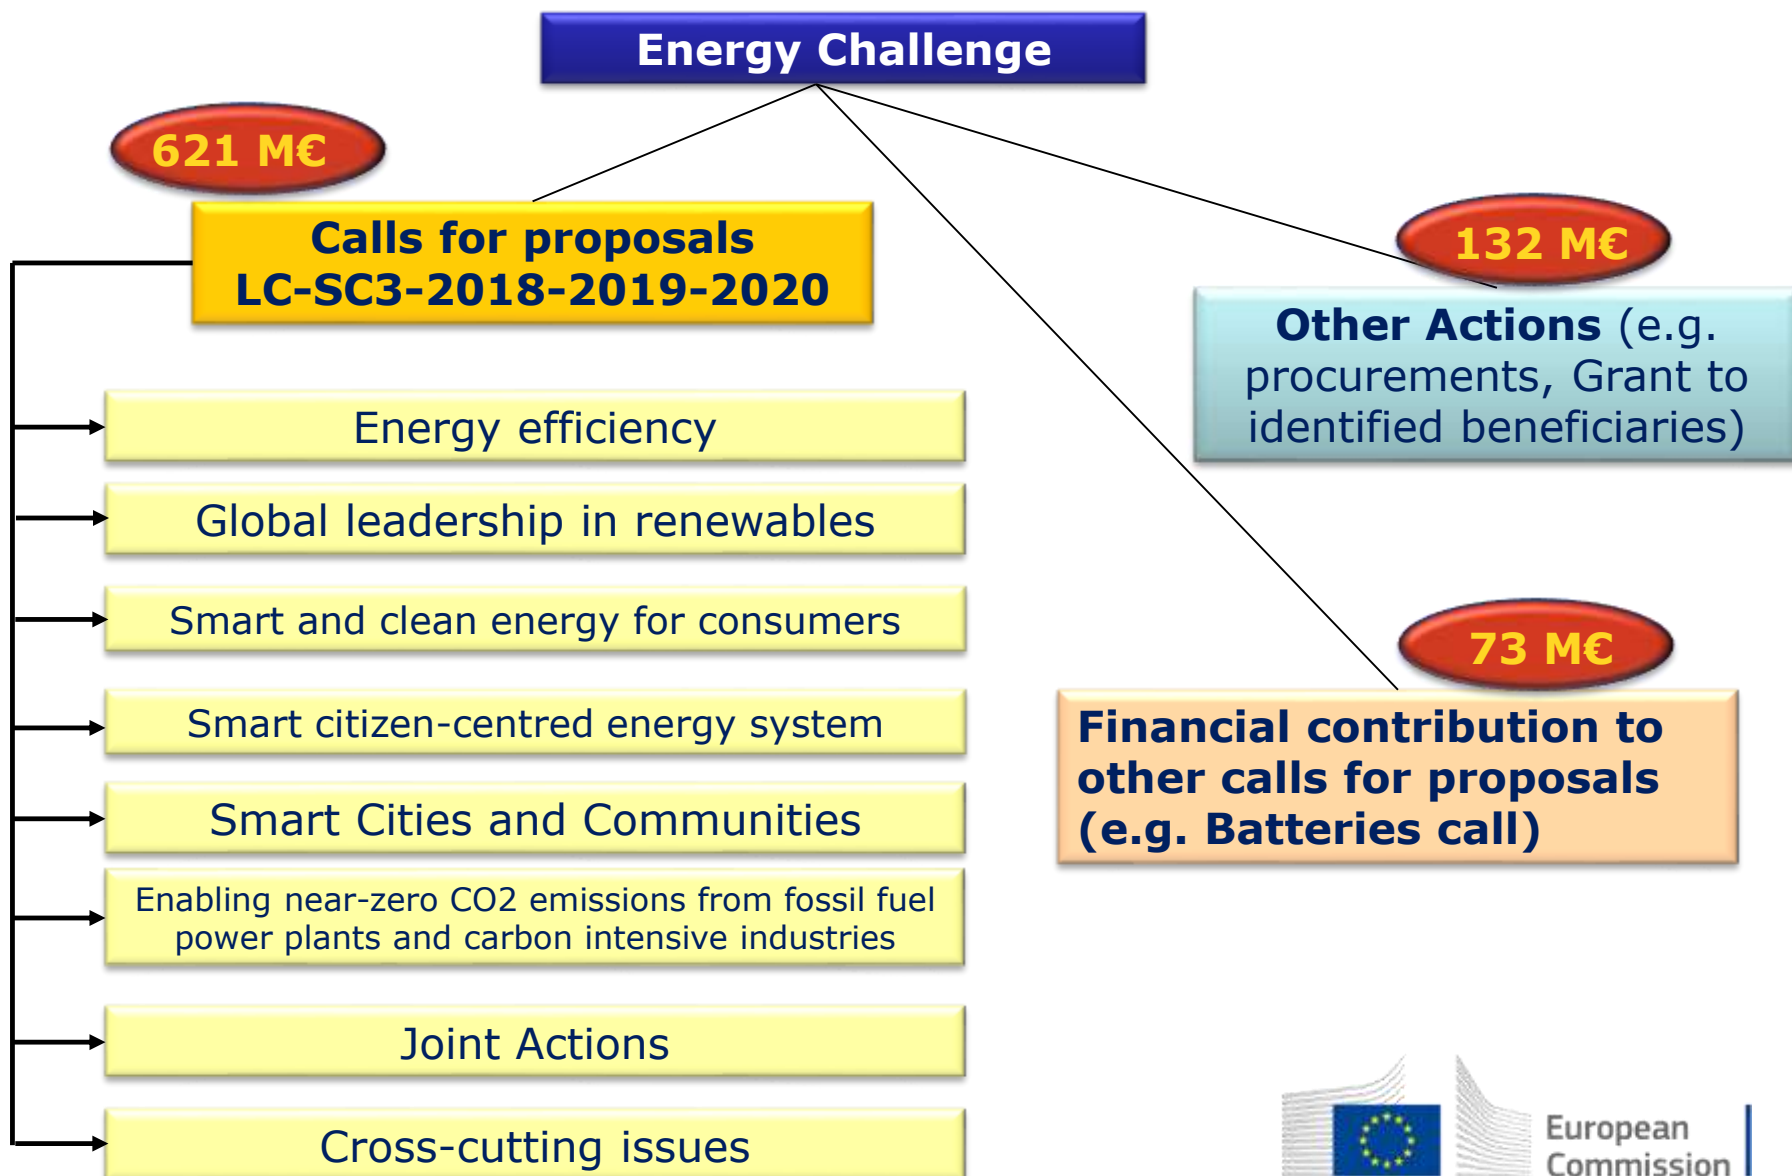 Energy Challenge
621 M€
Calls for proposals
LC-SC3-2018-2019-2020
132 M€
Other Actions (e.g.
procurements, Grant to
identified beneficiaries)
Energy efficiency
Global leadership in renewables
Smart and clean energy for consumers
Smart citizen-centred energy system
Smart Cities and Communities
Enabling near-zero CO2 emissions from fossil fuel
power plants and carbon intensive industries
Joint Actions
Cross-cutting issues
73 M€
Financial contribution to
other calls for proposals
(e.g. Batteries call)
European
Commission